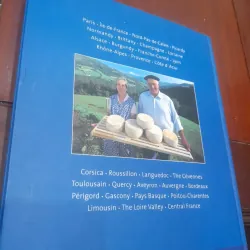 Paris • Île-de-France • Nord-Pas-de-Calais • Picardy
Normandy • Brittany • Champagne • Lorraine
Alsace • Burgundy • Franche-Comté • Lyon
Rhône-Alpes • Provence • Côte d'Azur
Corsica • Roussillon • Languedoc • The Cévennes
Toulousain • Quercy • Aveyron • Auvergne • Bordeaux
Périgord • Gascony • Pays Basque • Poitou-Charentes
Limousin • The Loire Valley • Central France